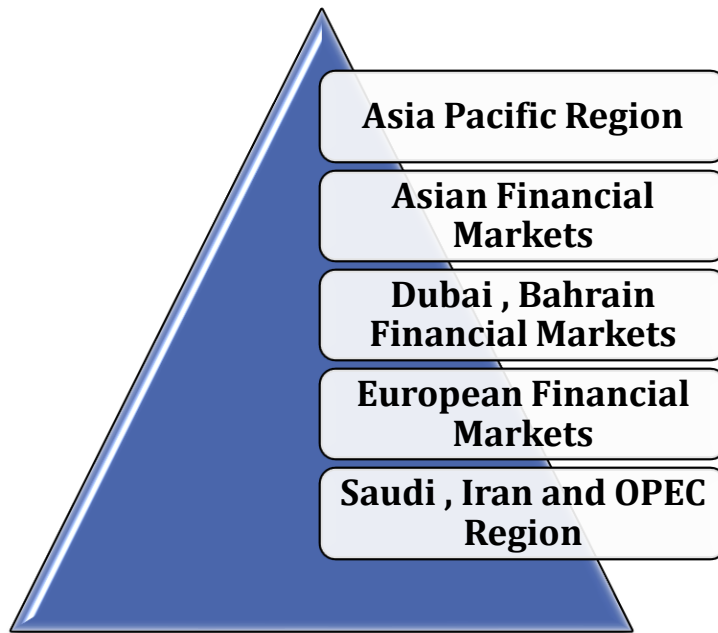 Asia Pacific Region
Asian Financial
Markets
Dubai , Bahrain
Financial Markets
European Financial
Markets
Saudi , Iran and OPEC
Region